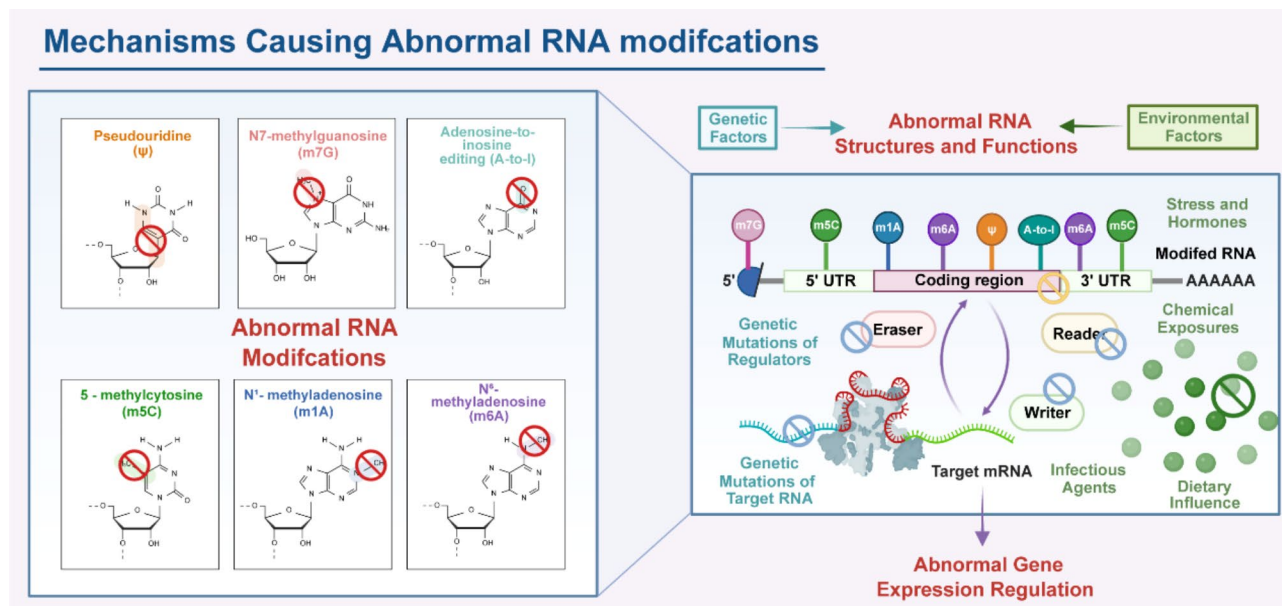 Mechanisms Causing Abnormal RNA modifcations
Pseudouridine
(ψ)
N7-methylguanosine
(m7G)
Adenosine-to-
inosine
editing (A-to-I)
Abnormal RNA
Modifcations
5 - methylcytosine
(m5C)
N¹- methyladenosine
(m1A)
N⁶-
methyladenosine
(m6A)
Genetic
Factors
Abnormal RNA
Structures and Functions
Environmental
Factors
m7G
m5C
m1A
m6A
ψ
A-to-I
m6A
m5C
Stress and
Hormones
Modifed RNA
5'
5' UTR
Coding region
3' UTR
AAAAAA
Genetic
Mutations of
Regulators
Eraser
Reader
Chemical
Exposures
Writer
Genetic
Mutations of
Target RNA
Target mRNA
Infectious
Agents
Dietary
Influence
Abnormal Gene
Expression Regulation